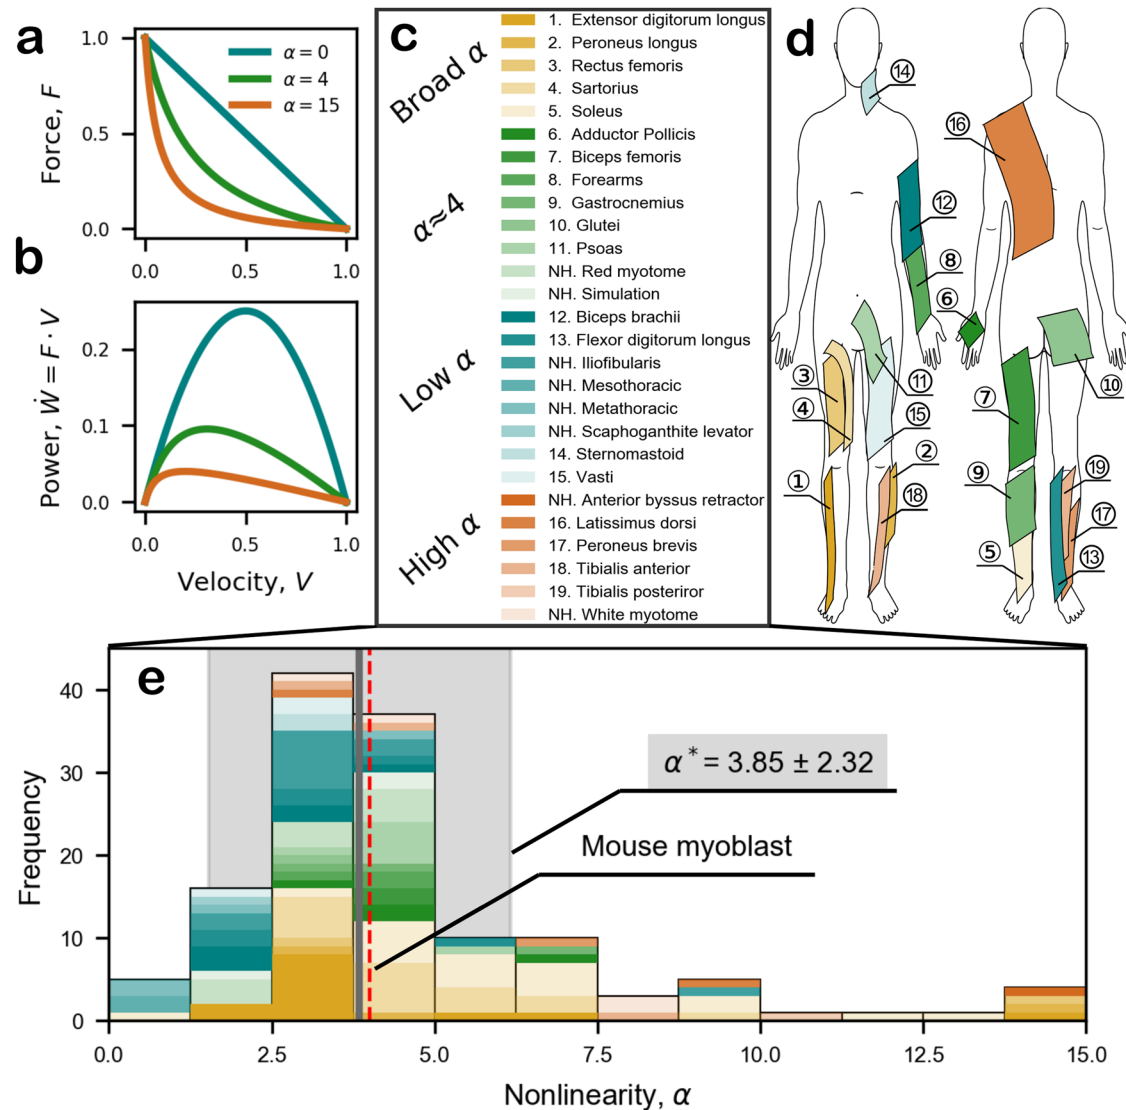 a
1.0
0.5
0.0
Force, F
α = 0
α = 4
α = 15
0.0
0.5
1.0
b
0.2
0.1
0.0
Power, Ẇ = F · V
0.0
0.5
1.0
Velocity, V
c
Broad α
α≈4
Low α
High α
1. Extensor digitorum longus
2. Peroneus longus
3. Rectus femoris
4. Sartorius
5. Soleus
6. Adductor Pollicis
7. Biceps femoris
8. Forearms
9. Gastrocnemius
10. Glutei
11. Psoas
NH. Red myotome
NH. Simulation
12. Biceps brachii
13. Flexor digitorum longus
NH. Iliofibularis
NH. Mesothoracic
NH. Metathoracic
NH. Scaphoganthite levator
14. Sternomastoid
15. Vasti
NH. Anterior byssus retractor
16. Latissimus dorsi
17. Peroneus brevis
18. Tibialis anterior
19. Tibialis posteriror
NH. White myotome
d
⑭
⑯
⑫
⑧
⑥
③
⑪
⑩
④
⑦
⑮
②
①
⑨
⑲
⑱
⑰
⑤
⑬
e
40
30
20
10
0
Frequency
α* = 3.85 ± 2.32
Mouse myoblast
0.0
2.5
5.0
7.5
10.0
12.5
15.0
Nonlinearity, α